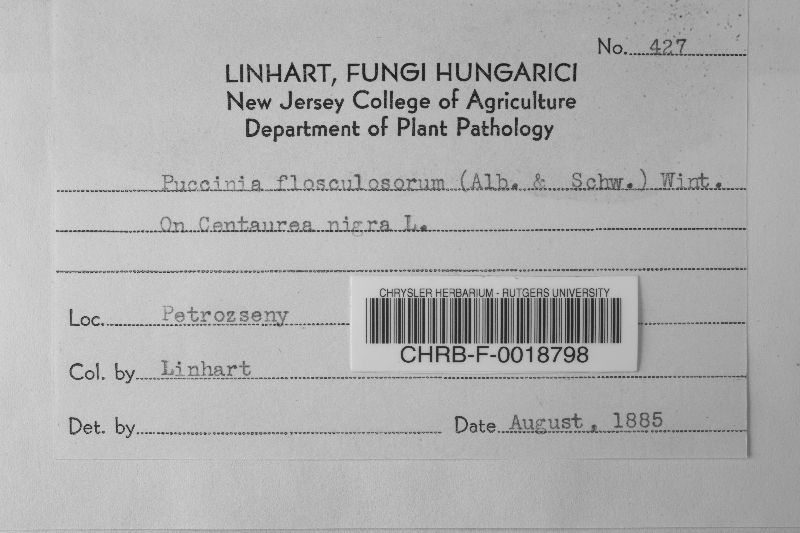 No. 427
LINHART, FUNGI HUNGARICI
New Jersey College of Agriculture
Department of Plant Pathology
Puccinia flosculosorum (Alb. & Schw.) Wint.
On Centaurea nigra L.
CHRYSLER HERBARIUM - RUTGERS UNIVERSITY
Loc. Petrozseny
CHRB-F-0018798
Col. by Linhart
Det. by
Date August, 1885